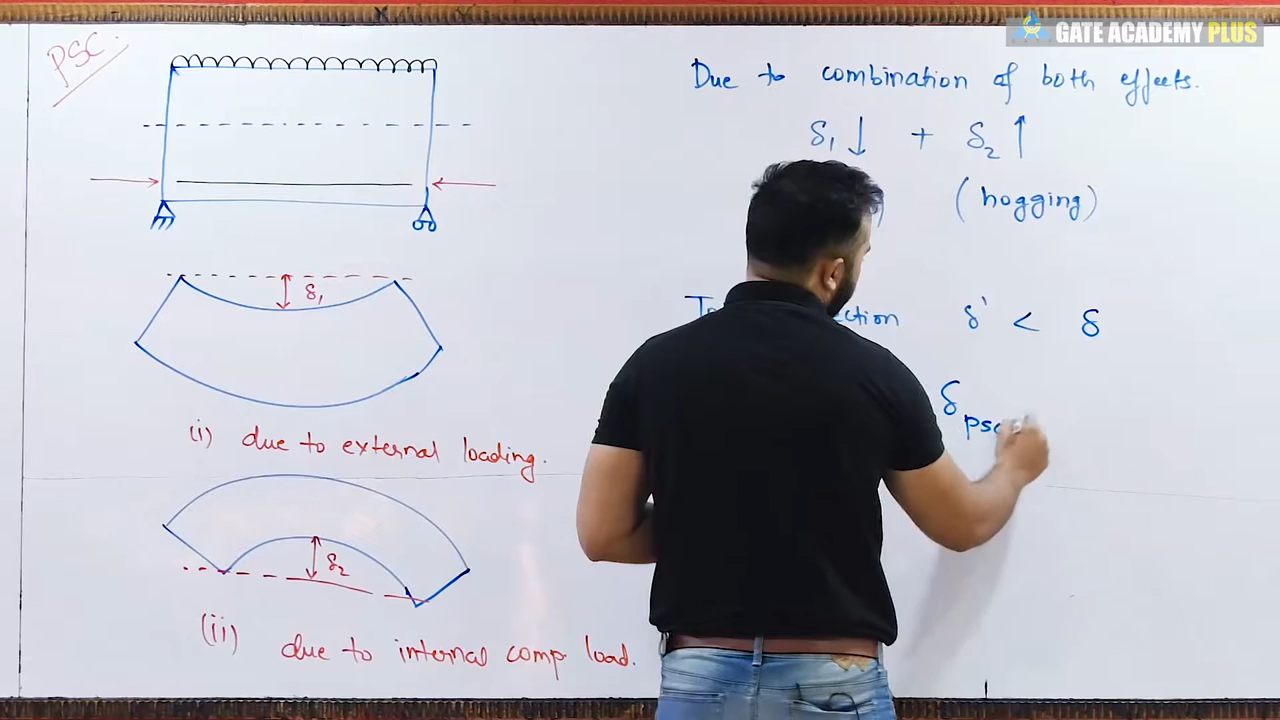 GATE ACADEMY PLUS
PSC.
δ₁
(i) due to external loading.
δ₂
(ii) due to internal comp load.
Due to combination of both effects.
δ₁↓ + δ₂↑
(hogging)
δ' < δ
δpsc